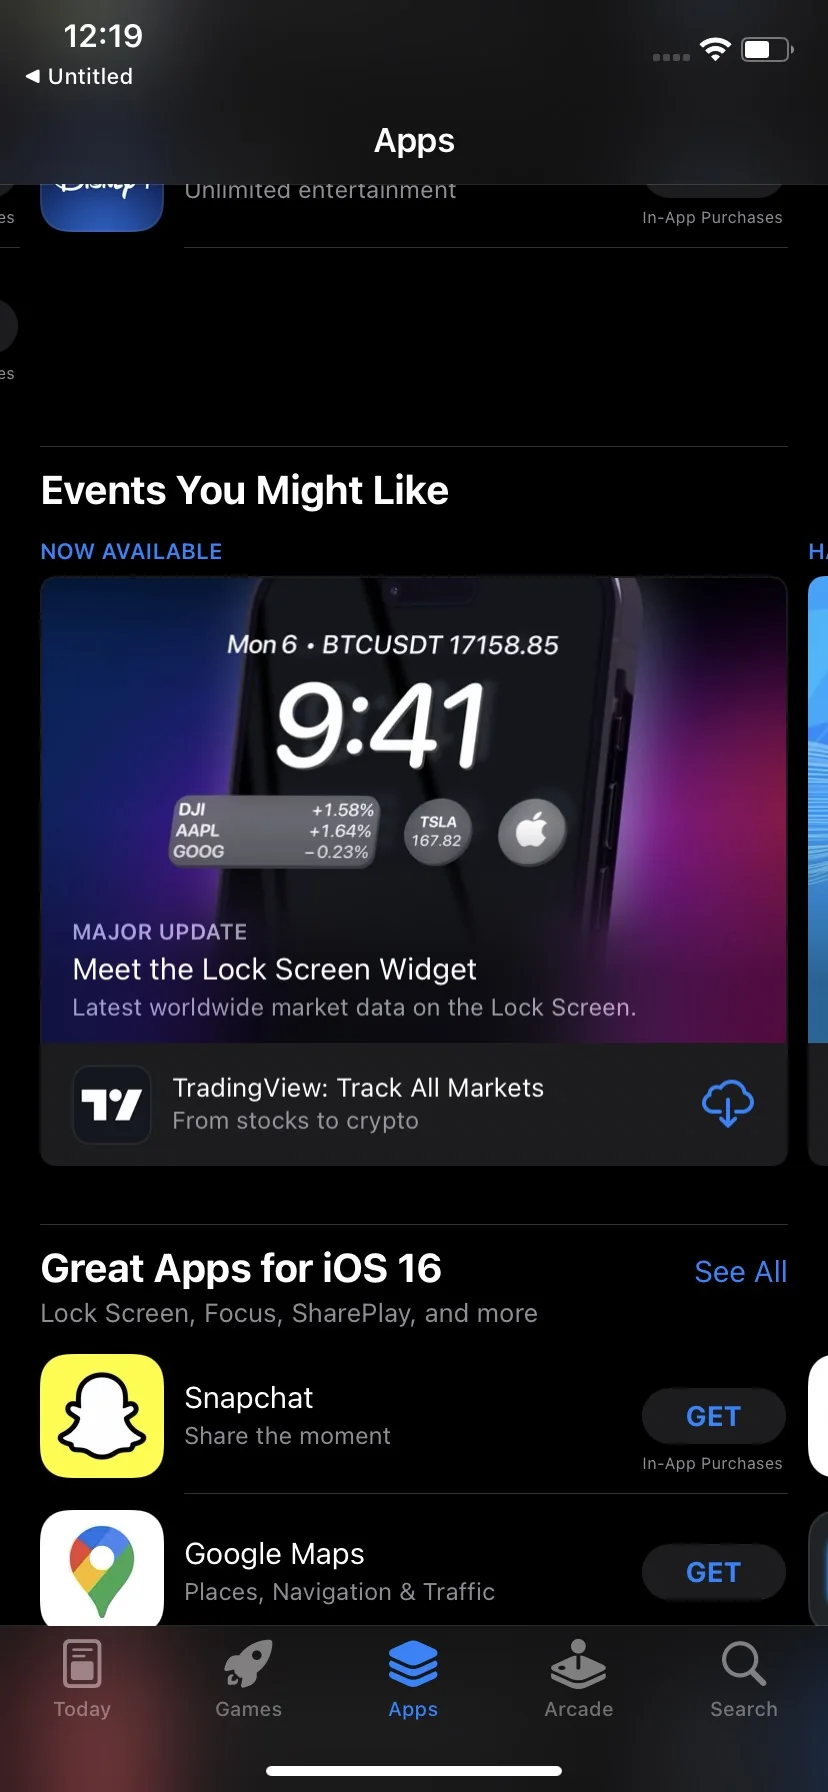 12:19
◀ Untitled
Apps
Disney+
Unlimited entertainment
es
In-App Purchases
es
Events You Might Like
NOW AVAILABLE
Mon 6 • BTCUSDT 17158.85
9:41
DJI +1.58%
AAPL +1.64%
GOOG −0.23%
TSLA
167.82
MAJOR UPDATE
Meet the Lock Screen Widget
Latest worldwide market data on the Lock Screen.
TradingView: Track All Markets
From stocks to crypto
Great Apps for iOS 16
See All
Lock Screen, Focus, SharePlay, and more
Snapchat
Share the moment
GET
In-App Purchases
Google Maps
Places, Navigation & Traffic
GET
Today Games Apps Arcade Search